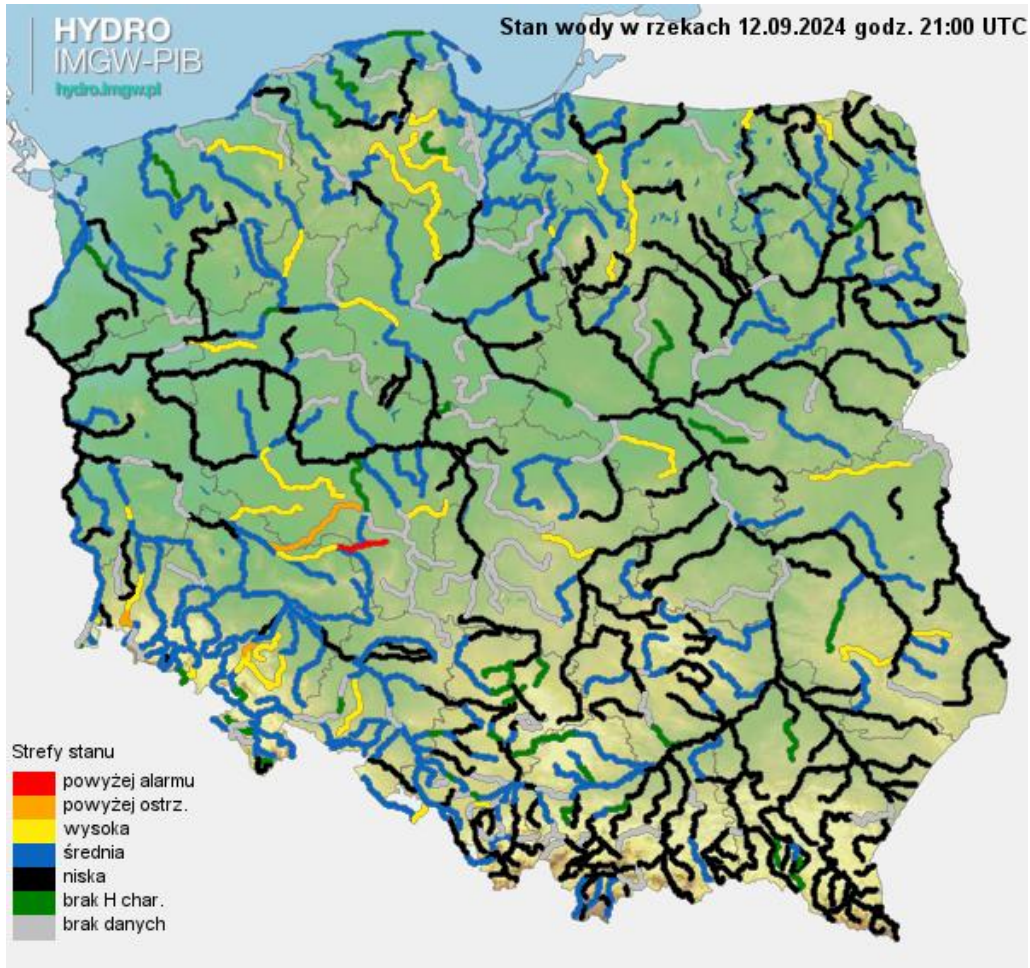 HYDRO
IMGW-PIB
hydro.imgw.pl
Stan wody w rzekach 12.09.2024 godz. 21:00 UTC
Strefy stanu
powyżej alarmu
powyżej ostrz.
wysoka
średnia
niska
brak H char.
brak danych